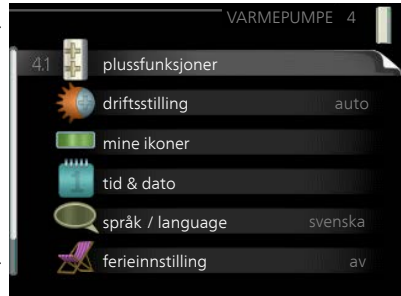 VARMEPUMPE 4
4.1 plussfunksjoner
driftsstilling auto
mine ikoner
tid & dato
språk / language svenska
ferieinnstilling av